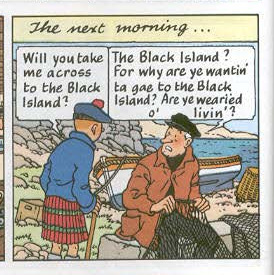 The next morning ...
Will you take
me across
to the Black
Island?
The Black Island?
For why are ye wantin'
ta gae to the Black
Island? Are ye wearied
o' livin'?